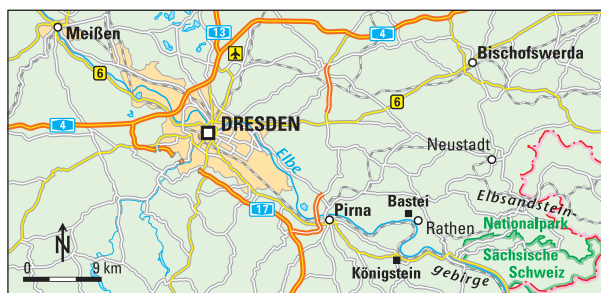 Meißen
13
4
Bischofswerda
6
6
DRESDEN
4
Neustadt
Elbe
Elbsandstein
17
Pirna
Bastei
Rathen
Nationalpark
N
Sächsische
Schweiz
0 9 km
Königstein
gebirge